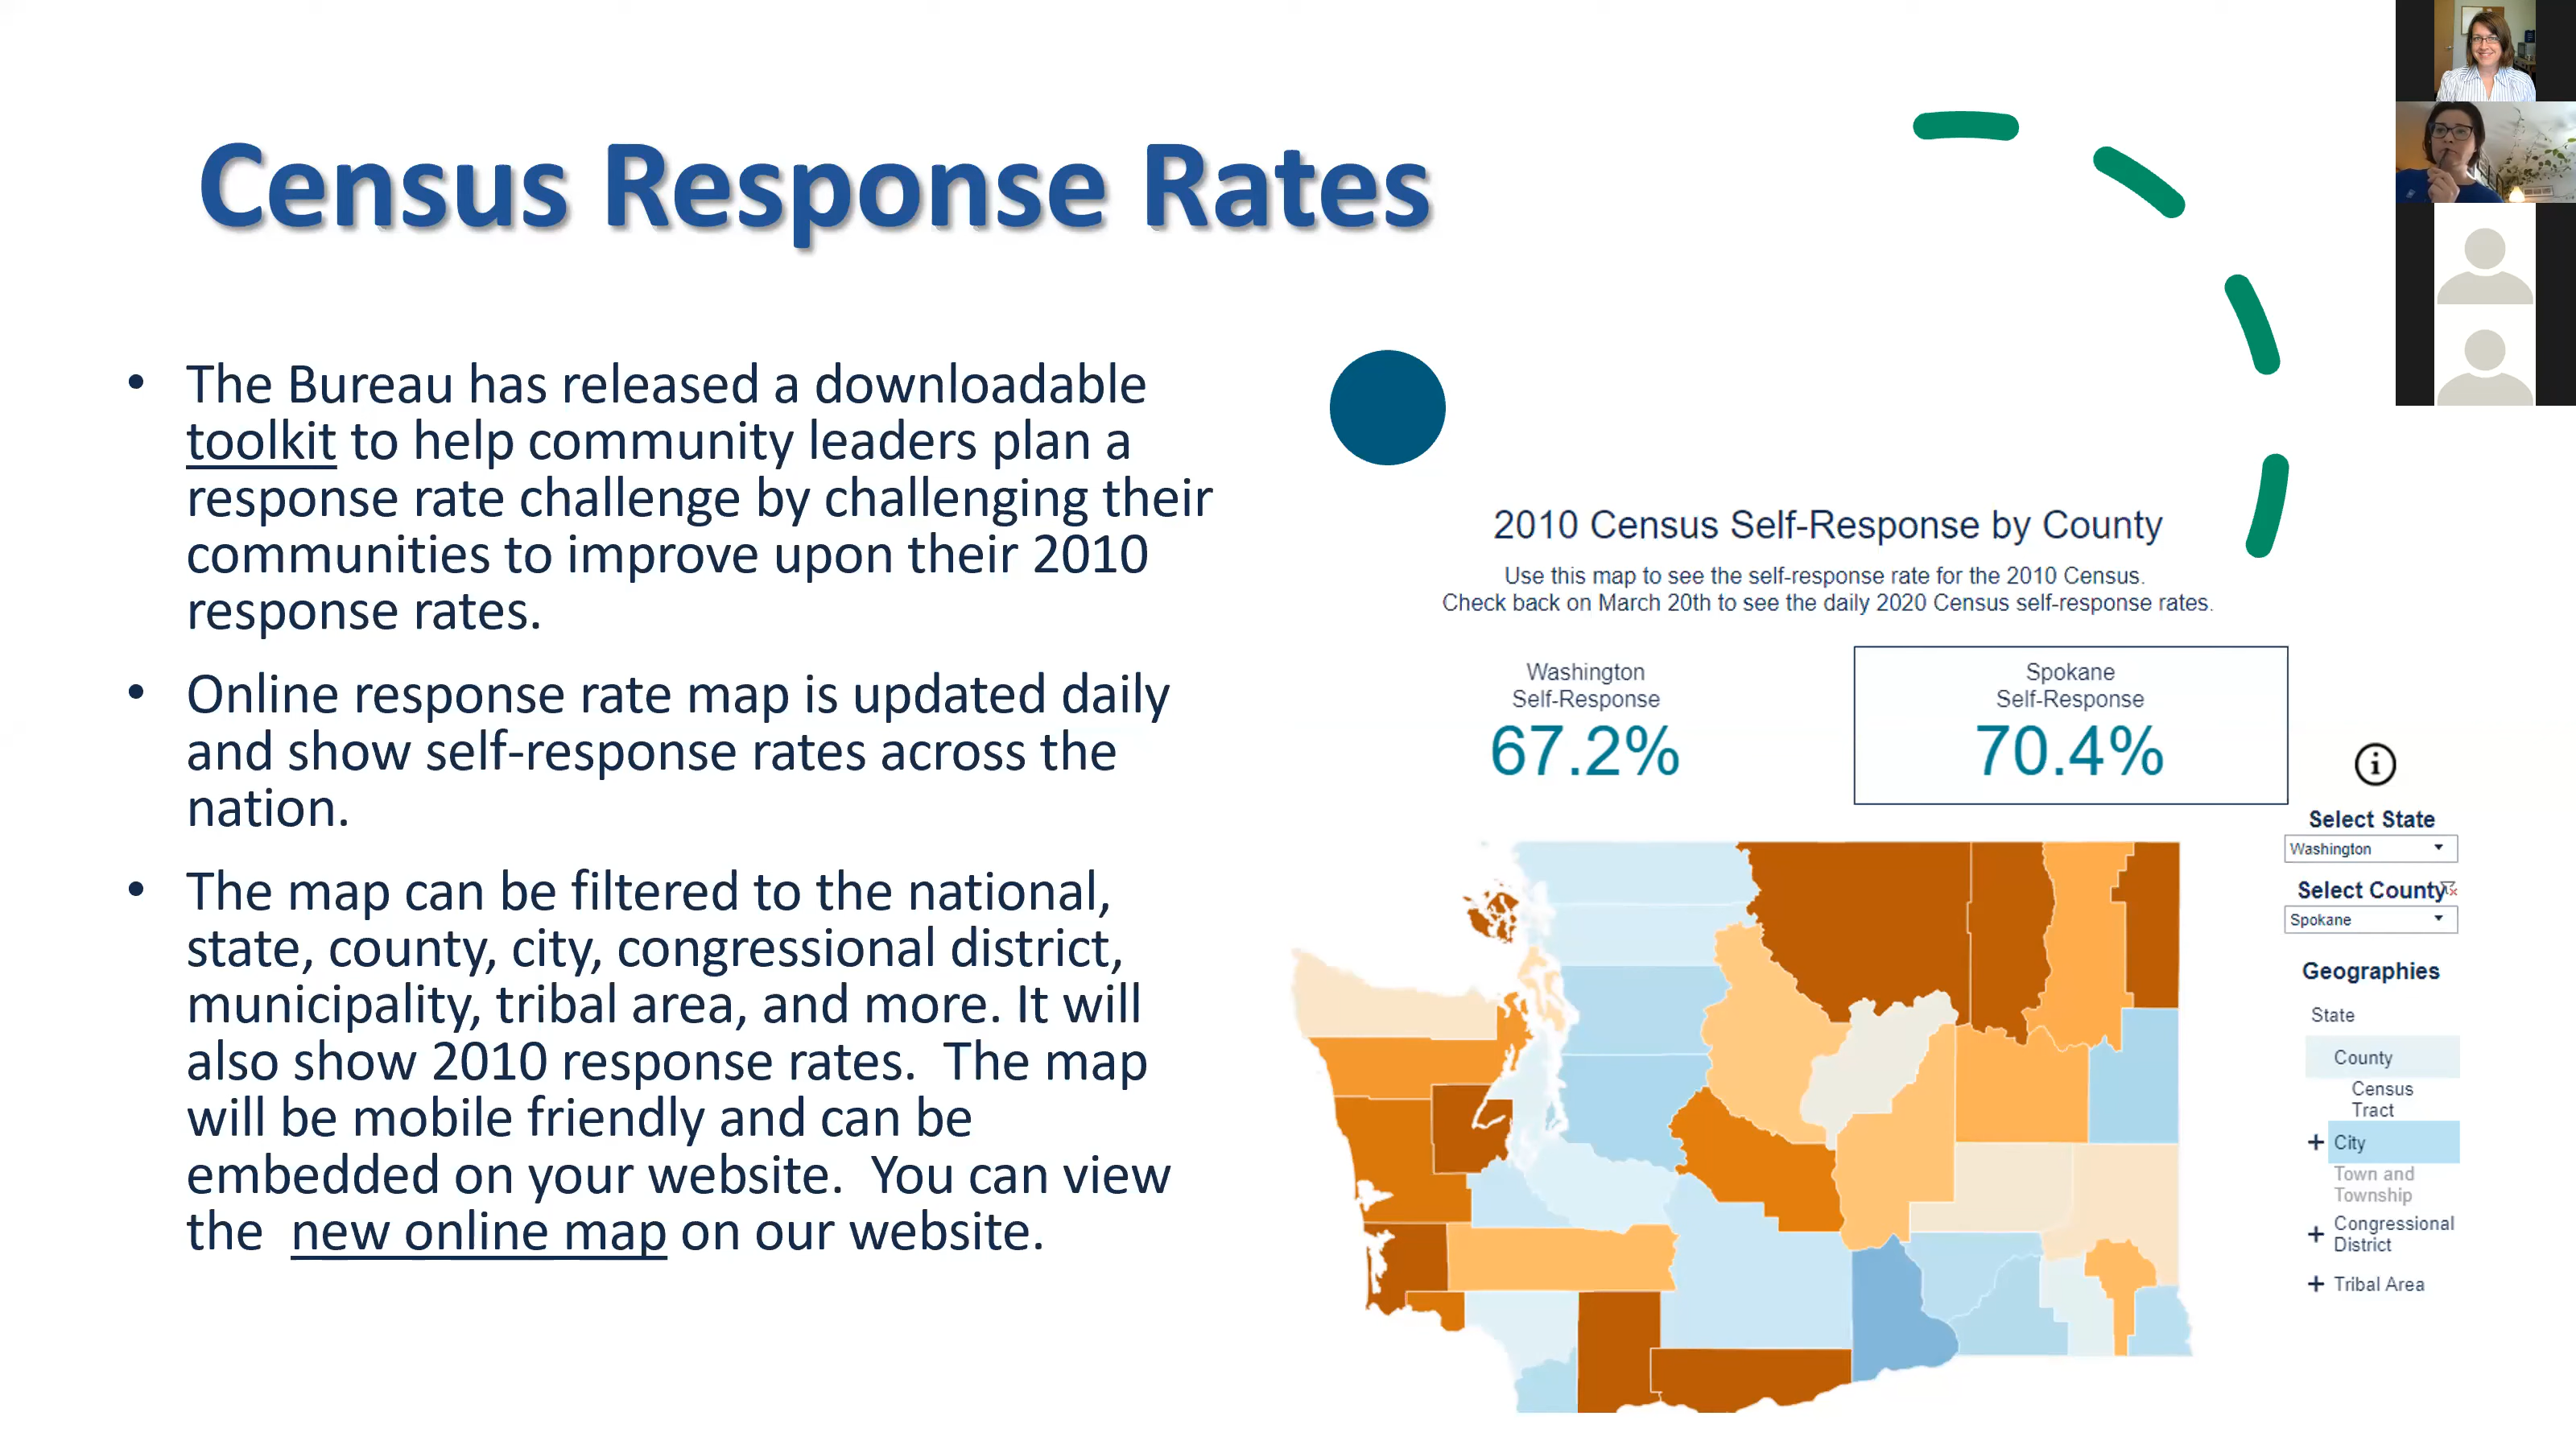 Census Response Rates
• The Bureau has released a downloadable
toolkit to help community leaders plan a
response rate challenge by challenging their
communities to improve upon their 2010
response rates.
• Online response rate map is updated daily
and show self-response rates across the
nation.
• The map can be filtered to the national,
state, county, city, congressional district,
municipality, tribal area, and more. It will
also show 2010 response rates.  The map
will be mobile friendly and can be
embedded on your website.  You can view
the  new online map on our website.
2010 Census Self-Response by County
Use this map to see the self-response rate for the 2010 Census.
Check back on March 20th to see the daily 2020 Census self-response rates.
Washington
Self-Response
67.2%
Spokane
Self-Response
70.4%
i
Select State
Washington
Select County
Spokane
Geographies
State
County
Census
Tract
+ City
Town and
Township
+ Congressional
District
+ Tribal Area